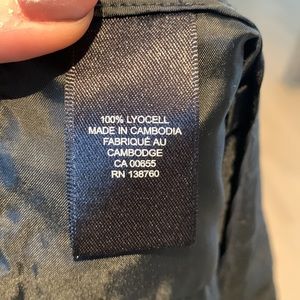 100% LYOCELL
MADE IN CAMBODIA
FABRIQUÉ AU
CAMBODGE
CA 00655
RN 138760